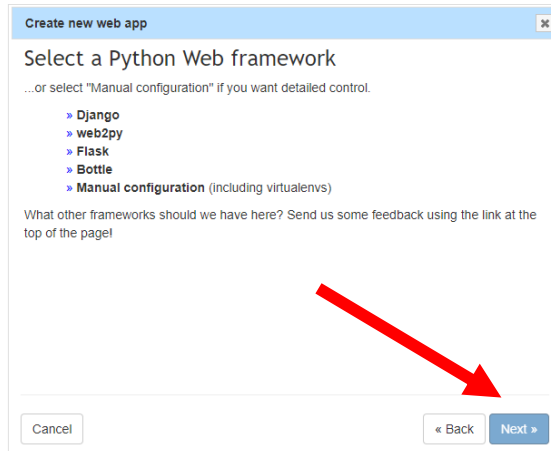 Create new web app
Select a Python Web framework
...or select "Manual configuration" if you want detailed control.
» Django
» web2py
» Flask
» Bottle
» Manual configuration (including virtualenvs)
What other frameworks should we have here? Send us some feedback using the link at the
top of the page!
Cancel
« Back
Next »